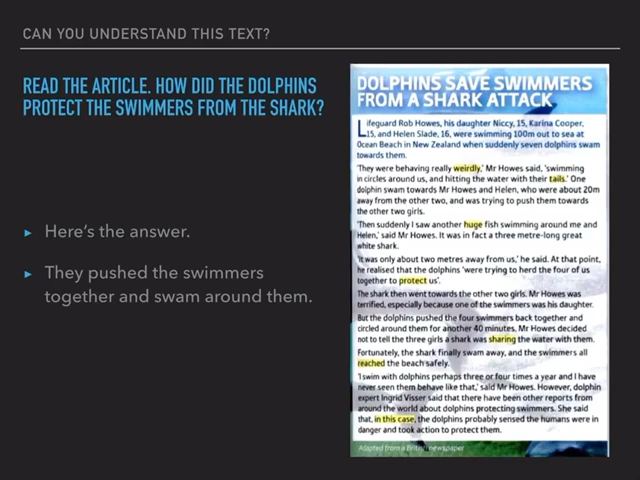 CAN YOU UNDERSTAND THIS TEXT?
READ THE ARTICLE. HOW DID THE DOLPHINS
PROTECT THE SWIMMERS FROM THE SHARK?
Here's the answer.
They pushed the swimmers
together and swam around them.
DOLPHINS SAVE SWIMMERS
FROM A SHARK ATTACK
Lifeguard Rob Howes, his daughter Niccy, 15, Karina Cooper,
15, and Helen Slade, 16, were swimming 100m out to sea at
Ocean Beach in New Zealand when suddenly seven dolphins swam
towards them.
'They were behaving really weirdly,' Mr Howes said, 'swimming
in circles around us, and hitting the water with their tails.' One
dolphin swam towards Mr Howes and Helen, who were about 20m
away from the other two, and was trying to push them towards
the other two girls.
'Then suddenly I saw another huge fish swimming around me and
Helen,' said Mr Howes. It was in fact a three metre-long great
white shark.
'It was only about two metres away from us,' he said. At that point,
he realised that the dolphins 'were trying to herd the four of us
together to protect us'.
The shark then went towards the other two girls. Mr Howes was
terrified, especially because one of the swimmers was his daughter.
But the dolphins pushed the four swimmers back together and
circled around them for another 40 minutes. Mr Howes decided
not to tell the three girls a shark was sharing the water with them.
Fortunately, the shark finally swam away, and the swimmers all
reached the beach safely.
'I swim with dolphins perhaps three or four times a year and I have
never seen them behave like that,' said Mr Howes. However, dolphin
expert Ingrid Visser said that there have been other reports from
around the world about dolphins protecting swimmers. She said
that, in this case, the dolphins probably sensed the humans were in
danger and took action to protect them.
Adapted from a British newspaper